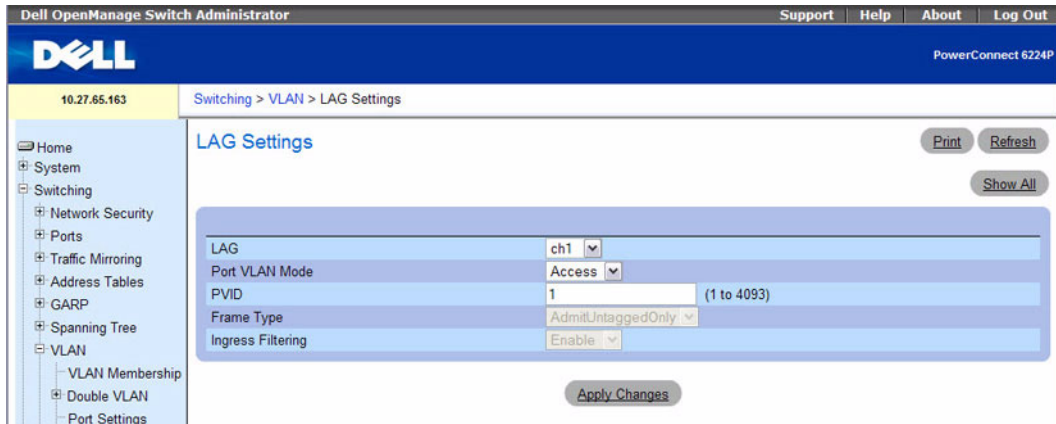 Dell OpenManage Switch Administrator Support Help About Log Out
DELL
PowerConnect 6224P
10.27.65.163
Switching > VLAN > LAG Settings
Home
System
Switching
Network Security
Ports
Traffic Mirroring
Address Tables
GARP
Spanning Tree
VLAN
VLAN Membership
Double VLAN
Port Settings
LAG Settings
Print Refresh
Show All
LAG ch1
Port VLAN Mode Access
PVID 1 (1 to 4093)
Frame Type AdmitUntaggedOnly
Ingress Filtering Enable
Apply Changes